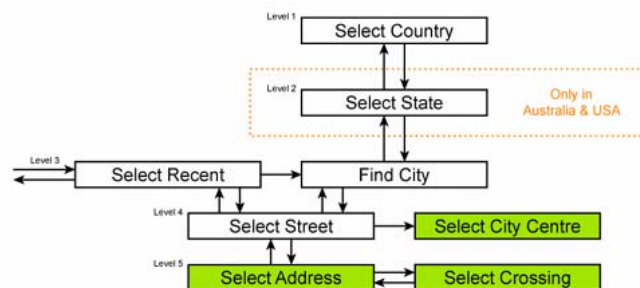 Level 1
Select Country
Level 2
Select State
Only in
Australia & USA
Level 3
Select Recent
Find City
Level 4
Select Street
Select City Centre
Level 5
Select Address
Select Crossing